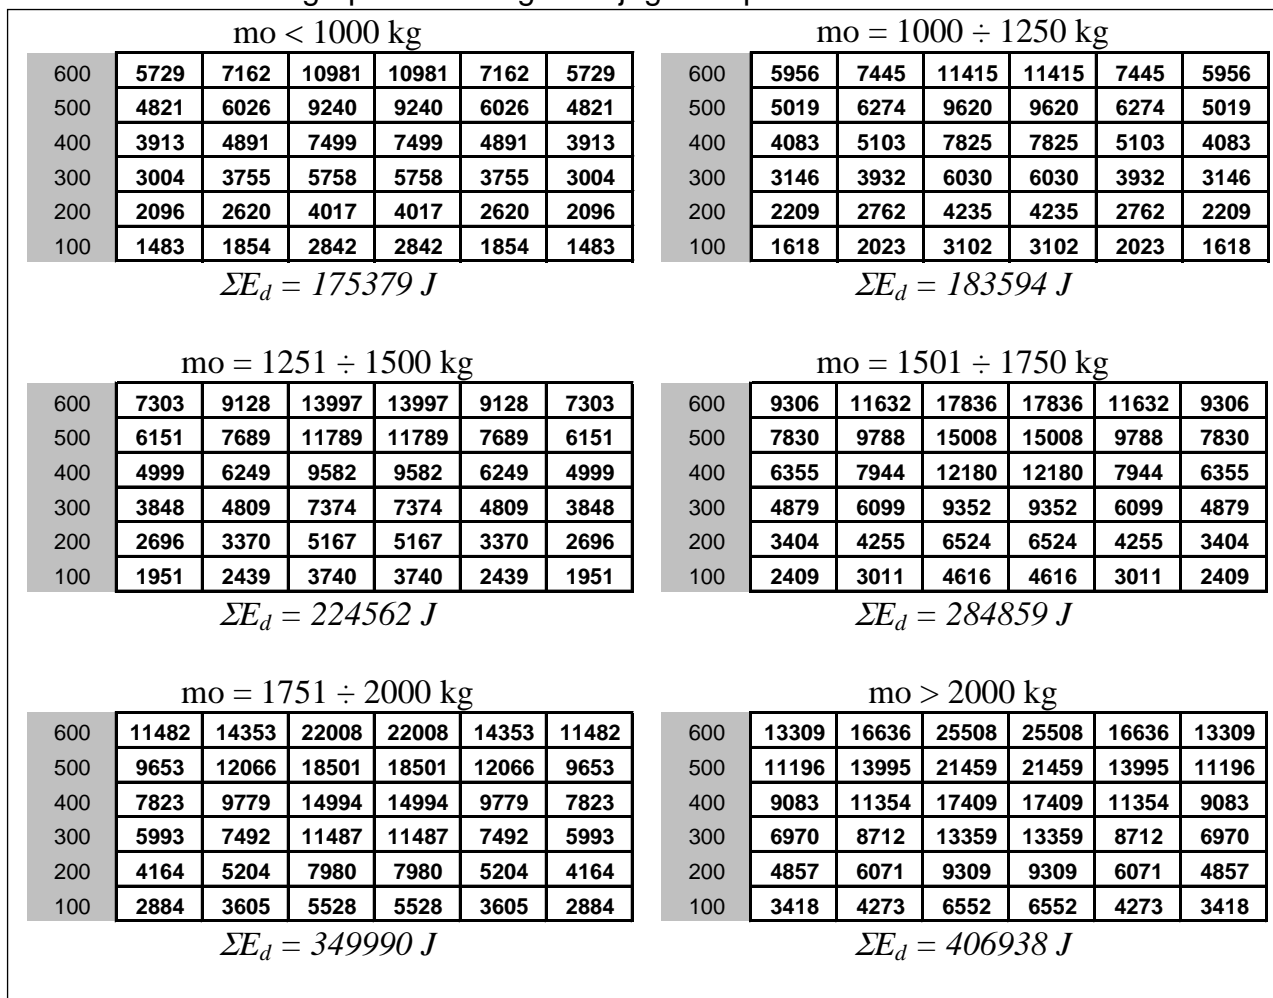 mo < 1000 kg
600 5729 7162 10981 10981 7162 5729
500 4821 6026 9240 9240 6026 4821
400 3913 4891 7499 7499 4891 3913
300 3004 3755 5758 5758 3755 3004
200 2096 2620 4017 4017 2620 2096
100 1483 1854 2842 2842 1854 1483
ΣE_d = 175379 J
mo = 1000 ÷ 1250 kg
600 5956 7445 11415 11415 7445 5956
500 5019 6274 9620 9620 6274 5019
400 4083 5103 7825 7825 5103 4083
300 3146 3932 6030 6030 3932 3146
200 2209 2762 4235 4235 2762 2209
100 1618 2023 3102 3102 2023 1618
ΣE_d = 183594 J
mo = 1251 ÷ 1500 kg
600 7303 9128 13997 13997 9128 7303
500 6151 7689 11789 11789 7689 6151
400 4999 6249 9582 9582 6249 4999
300 3848 4809 7374 7374 4809 3848
200 2696 3370 5167 5167 3370 2696
100 1951 2439 3740 3740 2439 1951
ΣE_d = 224562 J
mo = 1501 ÷ 1750 kg
600 9306 11632 17836 17836 11632 9306
500 7830 9788 15008 15008 9788 7830
400 6355 7944 12180 12180 7944 6355
300 4879 6099 9352 9352 6099 4879
200 3404 4255 6524 6524 4255 3404
100 2409 3011 4616 4616 3011 2409
ΣE_d = 284859 J
mo = 1751 ÷ 2000 kg
600 11482 14353 22008 22008 14353 11482
500 9653 12066 18501 18501 12066 9653
400 7823 9779 14994 14994 9779 7823
300 5993 7492 11487 11487 7492 5993
200 4164 5204 7980 7980 5204 4164
100 2884 3605 5528 5528 3605 2884
ΣE_d = 349990 J
mo > 2000 kg
600 13309 16636 25508 25508 16636 13309
500 11196 13995 21459 21459 13995 11196
400 9083 11354 17409 17409 11354 9083
300 6970 8712 13359 13359 8712 6970
200 4857 6071 9309 9309 6071 4857
100 3418 4273 6552 6552 4273 3418
ΣE_d = 406938 J